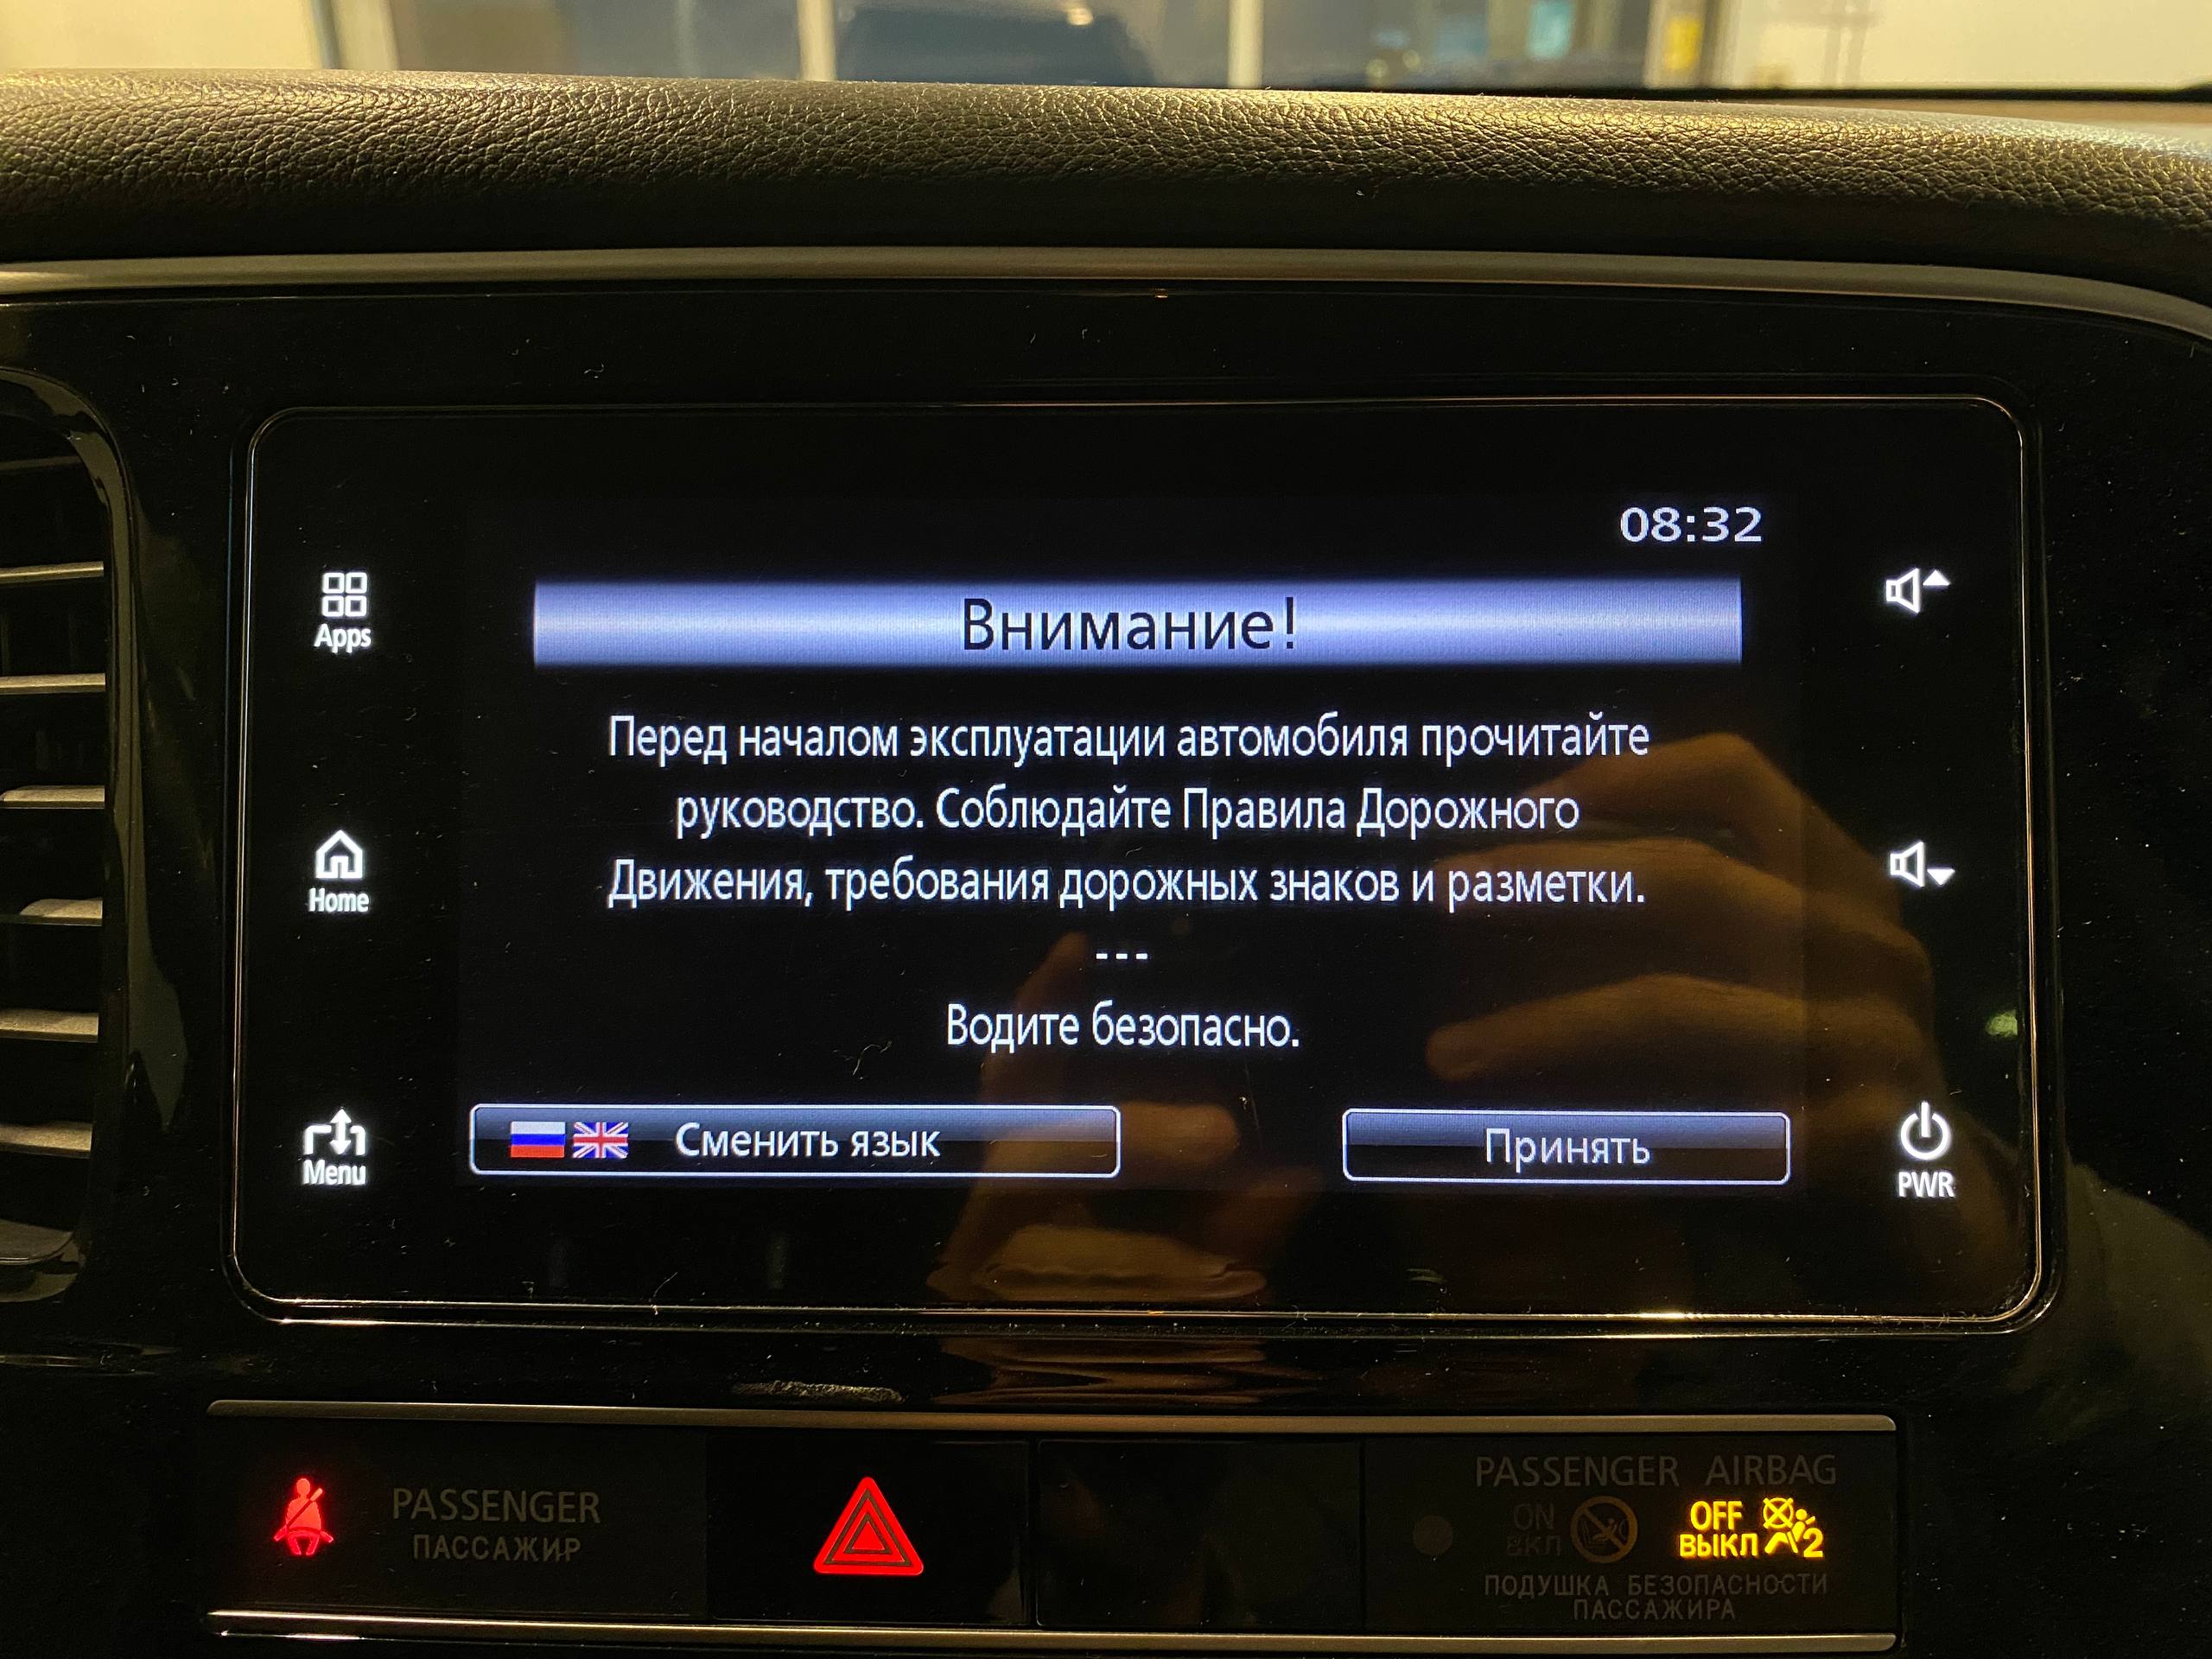 08:32
Apps
Внимание!
Перед началом эксплуатации автомобиля прочитайте
руководство. Соблюдайте Правила Дорожного
Home
Движения, требования дорожных знаков и разметки.
---
Водите безопасно.
Menu
Сменить язык
Принять
PWR
PASSENGER
ПАССАЖИР
PASSENGER AIRBAG
ON
ВКЛ
OFF
ВЫКЛ
2
ПОДУШКА БЕЗОПАСНОСТИ
ПАССАЖИРА